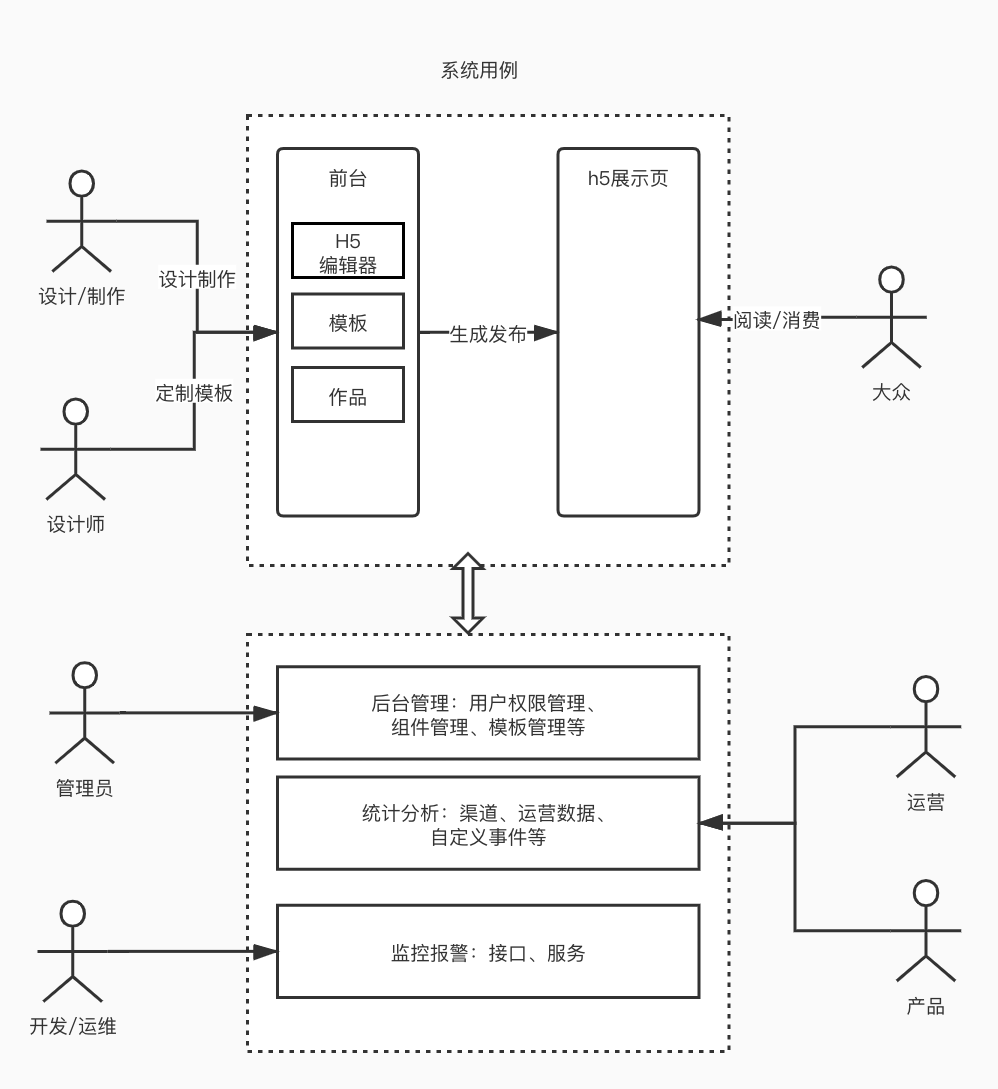 系统用例
前台
h5展示页
H5
编辑器
设计制作
设计/制作
模板
生成发布
阅读/消费
定制模板
作品
大众
设计师
后台管理：用户权限管理、
组件管理、模板管理等
管理员
运营
统计分析：渠道、运营数据、
自定义事件等
监控报警：接口、服务
产品
开发/运维